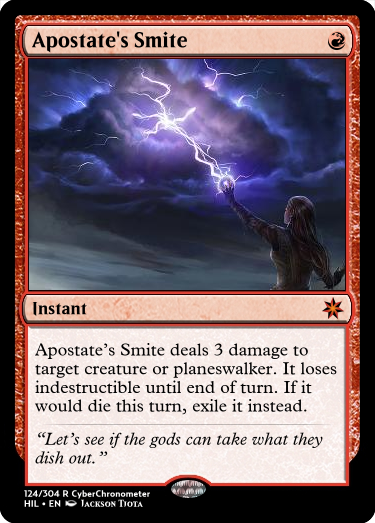 Apostate's Smite
Instant
Apostate's Smite deals 3 damage to
target creature or planeswalker. It loses
indestructible until end of turn. If it
would die this turn, exile it instead.
"Let's see if the gods can take what they
dish out."
124/304 R CyberChronometer
HIL • EN Jackson Tjota